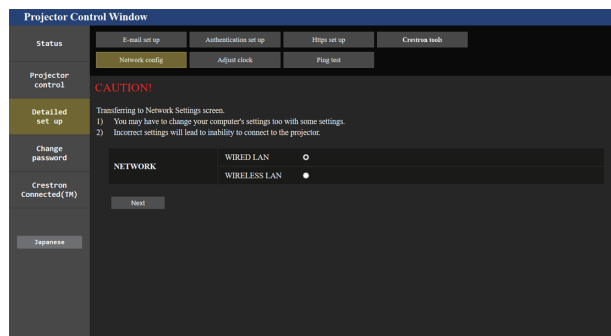 Projector Control Window
Status
E-mail set up
Authentication set up
Https set up
Crestron tools
Network config
Adjust clock
Ping test
Projector
control
Detailed
set up
Change
password
Crestron
Connected(TM)
Japanese
CAUTION!
Transferring to Network Settings screen.
1) You may have to change your computer's settings too with some settings.
2) Incorrect settings will lead to inability to connect to the projector.
NETWORK
WIRED LAN
WIRELESS LAN
Next